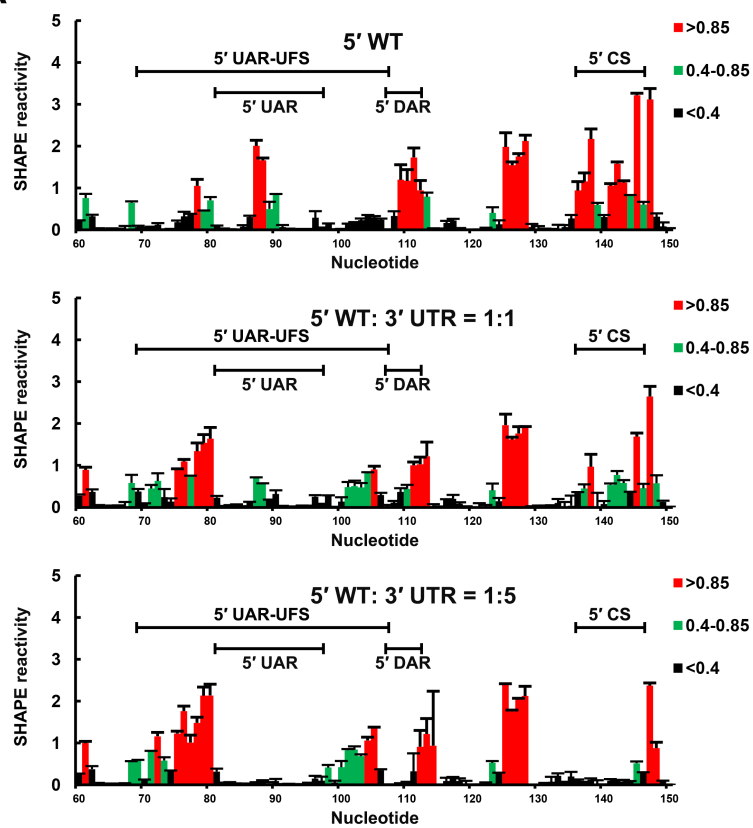 5
5′ WT
>0.85
5′ UAR-UFS
5′ CS
4
0.4-0.85
3
5′ UAR
5′ DAR
<0.4
2
1
0
SHAPE reactivity
60 70 80 90 100 110 120 130 140 150
Nucleotide
5
5′ WT: 3′ UTR = 1:1
>0.85
5′ UAR-UFS
5′ CS
4
0.4-0.85
3
5′ UAR
5′ DAR
<0.4
2
1
0
SHAPE reactivity
60 70 80 90 100 110 120 130 140 150
Nucleotide
5
5′ WT: 3′ UTR = 1:5
>0.85
5′ UAR-UFS
5′ CS
4
0.4-0.85
3
5′ UAR
5′ DAR
<0.4
2
1
0
SHAPE reactivity
60 70 80 90 100 110 120 130 140 150
Nucleotide